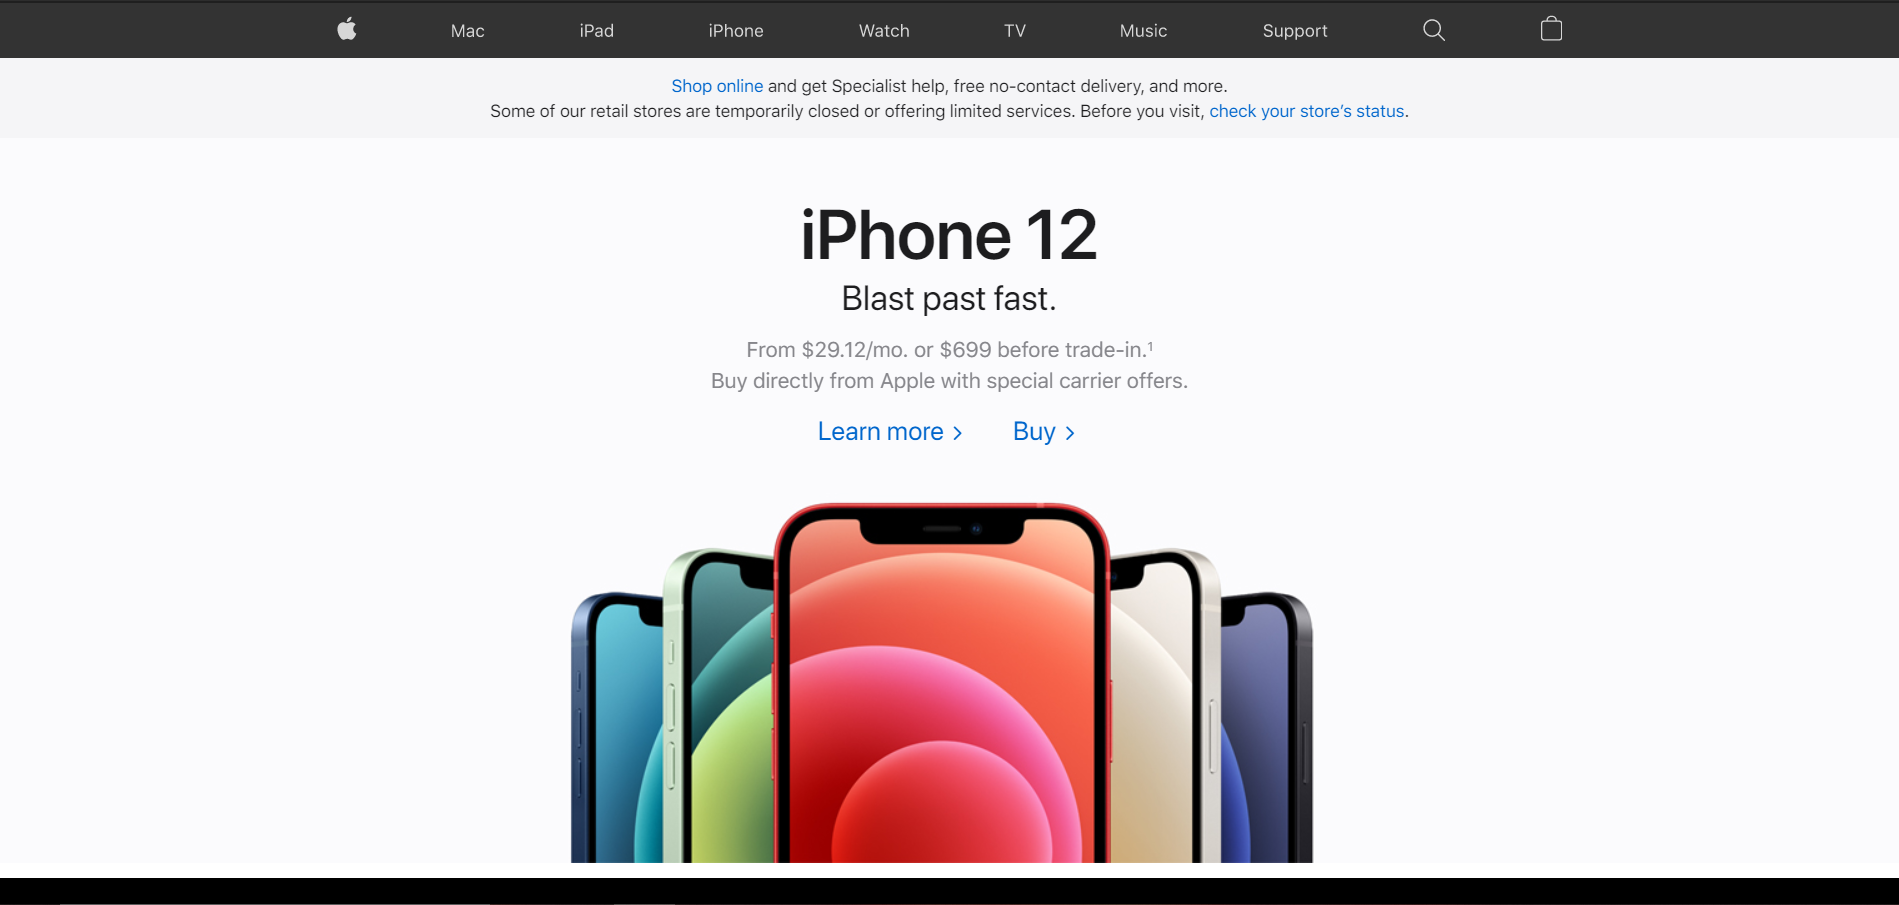 Mac iPad iPhone Watch TV Music Support
Shop online and get Specialist help, free no-contact delivery, and more.
Some of our retail stores are temporarily closed or offering limited services. Before you visit, check your store’s status.
iPhone 12
Blast past fast.
From $29.12/mo. or $699 before trade-in.¹
Buy directly from Apple with special carrier offers.
Learn more > Buy >